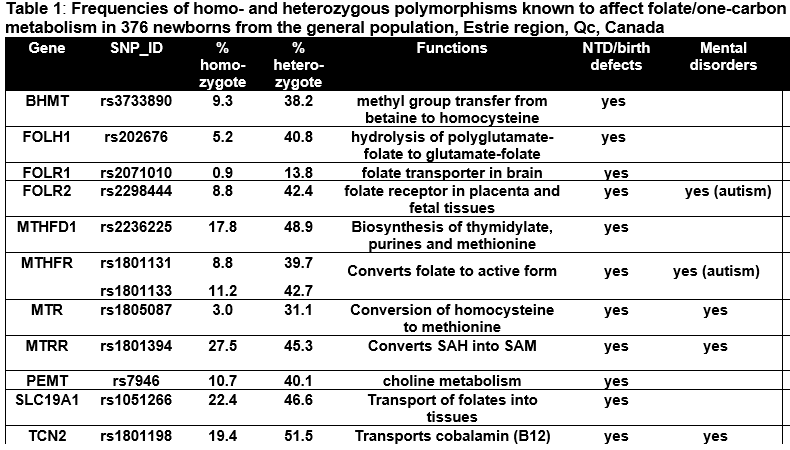 Table 1: Frequencies of homo- and heterozygous polymorphisms known to affect folate/one-carbon
metabolism in 376 newborns from the general population, Estrie region, Qc, Canada
Gene SNP_ID % homo-zygote % hetero-zygote Functions NTD/birth defects Mental disorders
BHMT rs3733890 9.3 38.2 methyl group transfer from yes
betaine to homocysteine
FOLH1 rs202676 5.2 40.8 hydrolysis of polyglutamate- yes
folate to glutamate-folate
FOLR1 rs2071010 0.9 13.8 folate transporter in brain yes
FOLR2 rs2298444 8.8 42.4 folate receptor in placenta and yes yes (autism)
fetal tissues
MTHFD1 rs2236225 17.8 48.9 Biosynthesis of thymidylate, yes
purines and methionine
MTHFR rs1801131 8.8 39.7
Converts folate to active form yes yes (autism)
rs1801133 11.2 42.7
MTR rs1805087 3.0 31.1 Conversion of homocysteine yes yes
to methionine
MTRR rs1801394 27.5 45.3 Converts SAH into SAM yes yes
PEMT rs7946 10.7 40.1 choline metabolism yes
SLC19A1 rs1051266 22.4 46.6 Transport of folates into yes
tissues
TCN2 rs1801198 19.4 51.5 Transports cobalamin (B12) yes yes